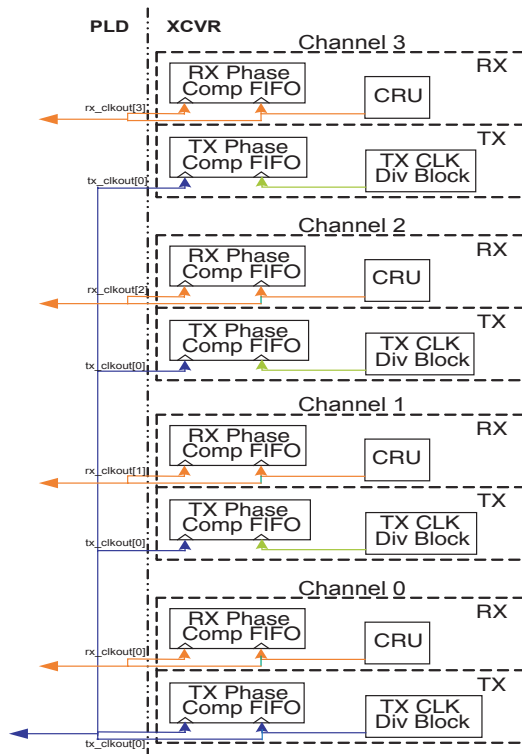 PLD XCVR
Channel 3
RX
RX Phase
Comp FIFO
CRU
rx_clkout[3]
TX
TX Phase
Comp FIFO
TX CLK
Div Block
tx_clkout[0]
Channel 2
RX
RX Phase
Comp FIFO
CRU
rx_clkout[2]
TX
TX Phase
Comp FIFO
TX CLK
Div Block
tx_clkout[0]
Channel 1
RX
RX Phase
Comp FIFO
CRU
rx_clkout[1]
TX
TX Phase
Comp FIFO
TX CLK
Div Block
tx_clkout[0]
Channel 0
RX
RX Phase
Comp FIFO
CRU
rx_clkout[0]
TX
TX Phase
Comp FIFO
TX CLK
Div Block
tx_clkout[0]